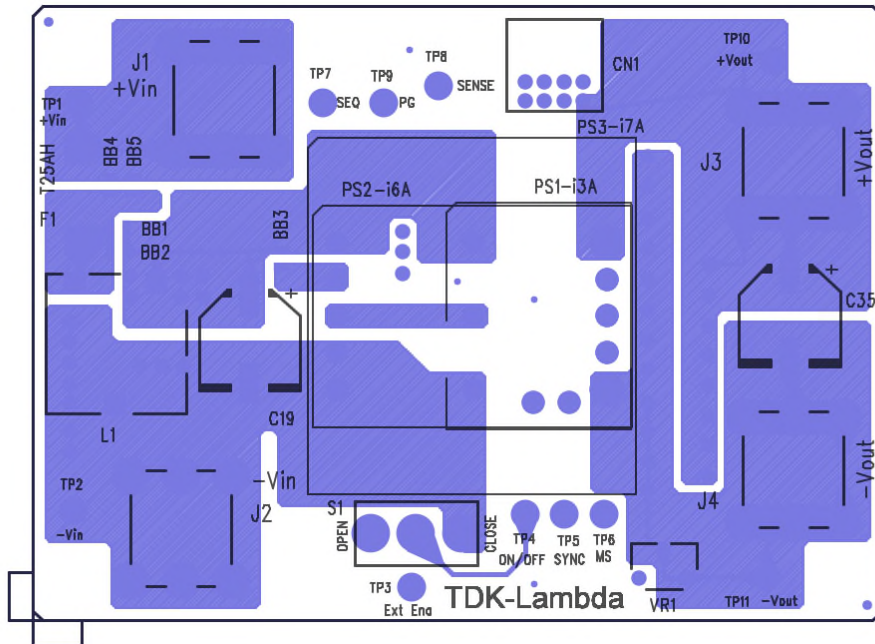 J1
+Vin
TP1
+Vin
T25AH
BB4
BB5
F1
BB1
BB2
BB3
TP7
SEQ
TP9
PG
TP8
SENSE
CN1
TP10
+Vout
PS3-i7A
PS2-i6A
PS1-i3A
J3
+Vout
+
C35
+
C19
L1
TP2
-Vin
-Vin
J2
S1
OPEN
CLOSE
TP4
ON/OFF
TP5
SYNC
TP6
MS
TP3
Ext Ena
TDK-Lambda
VR1
J4
-Vout
TP11 -Vout